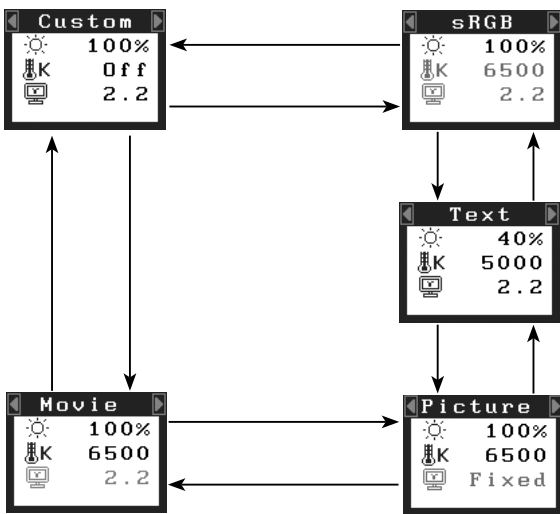 Custom
100%
K Off
2.2
sRGB
100%
K 6500
2.2
Text
40%
K 5000
2.2
Movie
100%
K 6500
2.2
Picture
100%
K 6500
Fixed